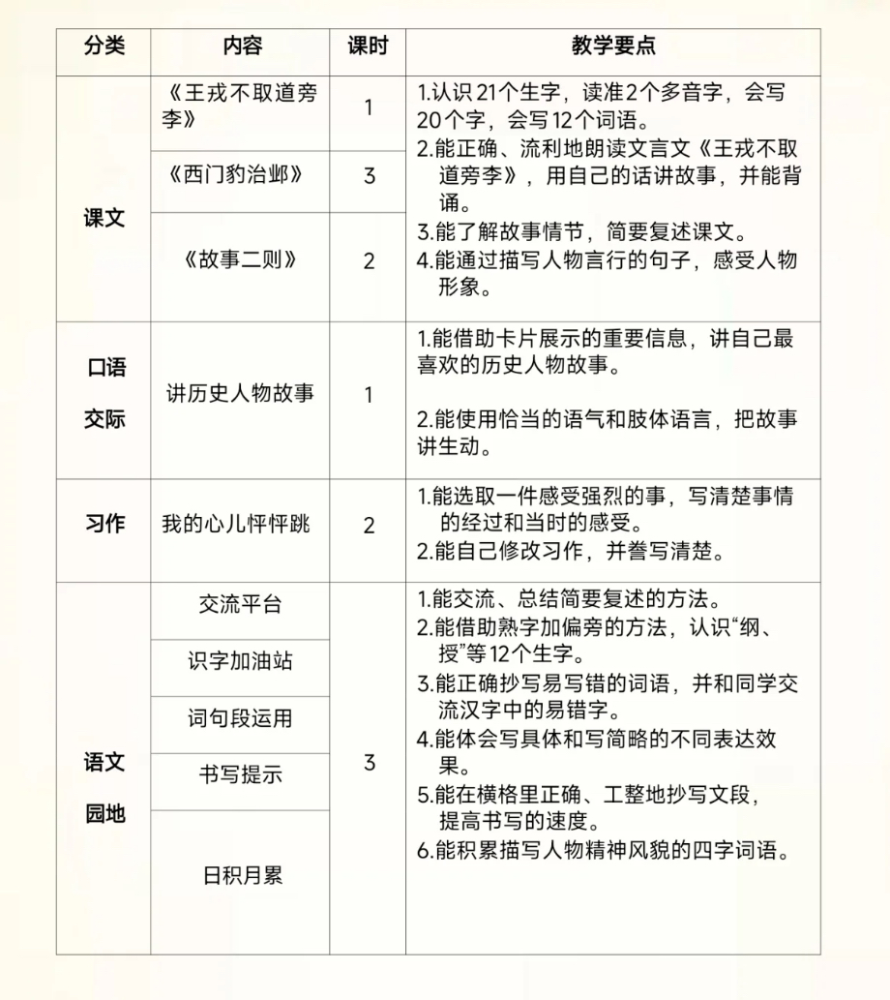 分类 内容 课时 教学要点
课文
《王戎不取道旁
李》
1
《西门豹治邺》
3
《故事二则》
2
1.认识21个生字，读准2个多音字，会写
20个字，会写12个词语。
2.能正确、流利地朗读文言文《王戎不取
道旁李》，用自己的话讲故事，并能背
诵。
3.能了解故事情节，简要复述课文。
4.能通过描写人物言行的句子，感受人物
形象。
口语
交际
讲历史人物故事
1
1.能借助卡片展示的重要信息，讲自己最
喜欢的历史人物故事。
2.能使用恰当的语气和肢体语言，把故事
讲生动。
习作
我的心儿怦怦跳
2
1.能选取一件感受强烈的事，写清楚事情
的经过和当时的感受。
2.能自己修改习作，并誊写清楚。
语文
园地
交流平台
识字加油站
词句段运用
书写提示
日积月累
3
1.能交流、总结简要复述的方法。
2.能借助熟字加偏旁的方法，认识“纲、
授”等12个生字。
3.能正确抄写易写错的词语，并和同学交
流汉字中的易错字。
4.能体会写具体和写简略的不同表达效
果。
5.能在横格里正确、工整地抄写文段，
提高书写的速度。
6.能积累描写人物精神风貌的四字词语。